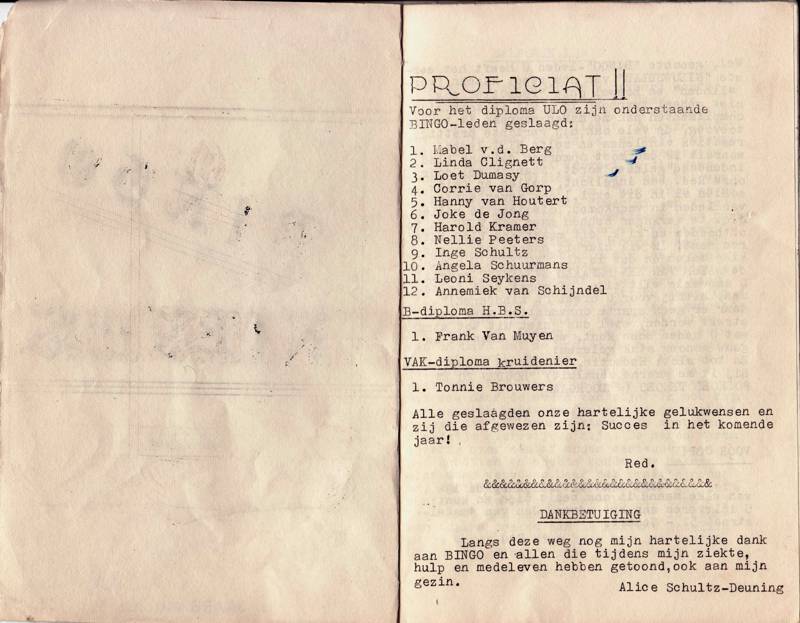 PROFICIAT !!
Voor het diploma ULO zijn onderstaande
BINGO-leden geslaagd:
1. Mabel v.d. Berg
2. Linda Clignett
3. Loet Dumasy
4. Corrie van Gorp
5. Hanny van Houtert
6. Joke de Jong
7. Harold Kramer
8. Nellie Peeters
9. Inge Schultz
10. Angela Schuurmans
11. Leoni Seykens
12. Annemiek van Schijndel
B-diploma H.B.S.
1. Frank Van Muyen
VAK-diploma kruidenier
1. Tonnie Brouwers
Alle geslaagden onze hartelijke gelukwensen en
zij die afgewezen zijn: Succes in het komende
jaar!
Red.
&&&&&&&&&&&&&&&&&&&&&&&&&&&&&
DANKBETUIGING
Langs deze weg nog mijn hartelijke dank
aan BINGO en allen die tijdens mijn ziekte,
hulp en medeleven hebben getoond,ook aan mijn
gezin.
Alice Schultz-Deuning